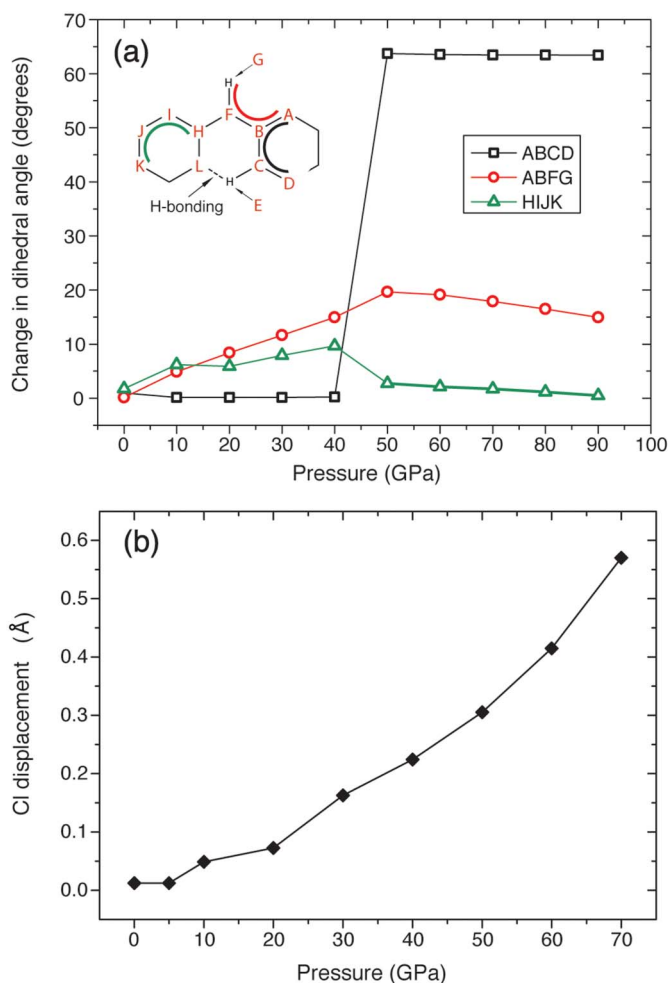 (a)
Change in dihedral angle (degrees)
70
60
50
40
30
20
10
0
G
H
I
F
A
J
H
B
K
L
C
H
D
H-bonding
E
ABCD
ABFG
HIJK
0 10 20 30 40 50 60 70 80 90 100
Pressure (GPa)
(b)
Cl displacement (Å)
0.6
0.5
0.4
0.3
0.2
0.1
0.0
0 10 20 30 40 50 60 70
Pressure (GPa)